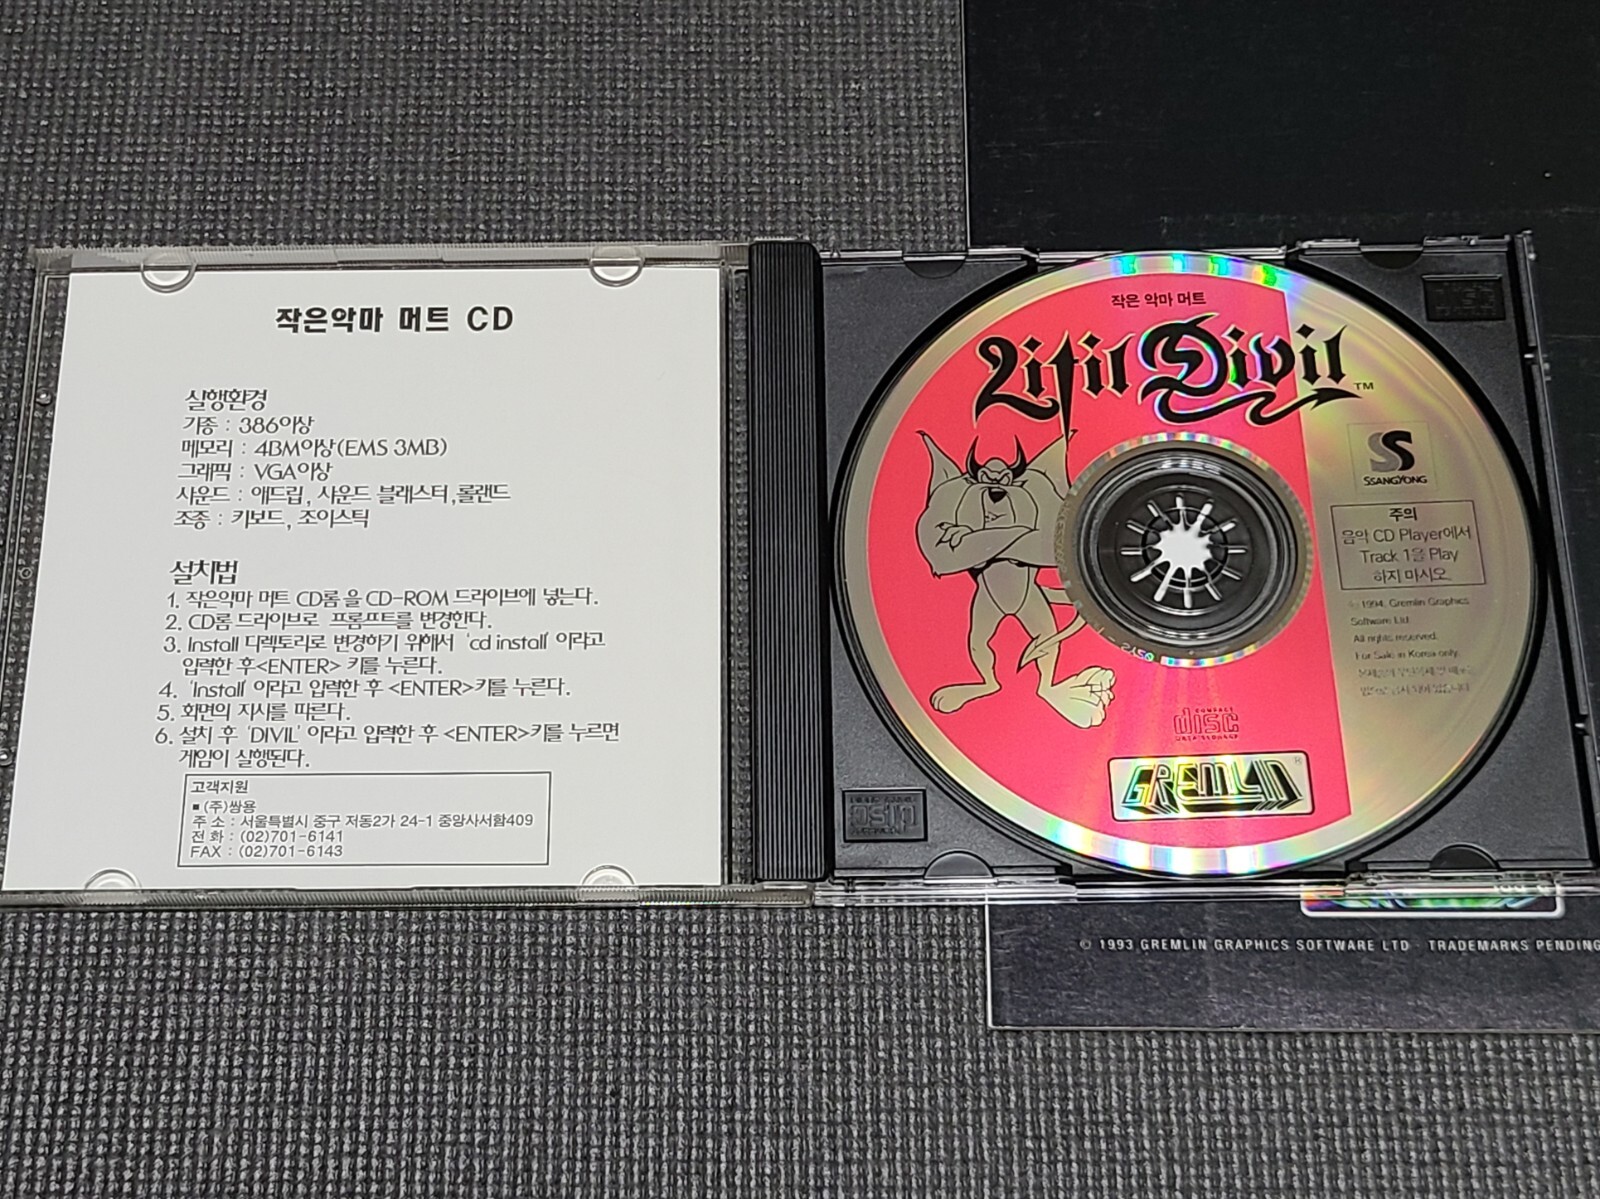 작은악마 머트 CD
실행환경
기종 : 386이상
메모리 : 4BM이상(EMS 3MB)
그래픽 : VGA이상
사운드 : 애드립, 사운드 블래스터,롤랜드
조종 : 키보드, 조이스틱
설치법
1. 작은악마 머트 CD롬을 CD-ROM 드라이브에 넣는다.
2. CD롬 드라이브로 프롬프트를 변경한다.
3. Install 디렉토리로 변경하기 위해서 'cd install' 이라고
입력한 후<ENTER> 키를 누른다.
4. 'Install' 이라고 입력한 후 <ENTER>키를 누른다.
5. 화면의 지시를 따른다.
6. 설치 후 'DIVIL' 이라고 입력한 후 <ENTER>키를 누르면
게임이 실행된다.
고객지원
■ (주)쌍용
주 소 : 서울특별시 중구 저동2가 24-1 중앙사서함409
전 화 : (02)701-6141
FAX : (02)701-6143
작은 악마 머트
Litil Divil ™
SS
SSANGYONG
주의
음악 CD Player에서
Track 1을 Play
하지 마시오.
© 1994. Gremlin Graphics
Software Ltd.
All rights reserved.
For Sale in Korea only.
COMPACT
disc
DATA STORAGE
GREMLIN ®
© 1993 GREMLIN GRAPHICS SOFTWARE LTD · TRADEMARKS PENDING